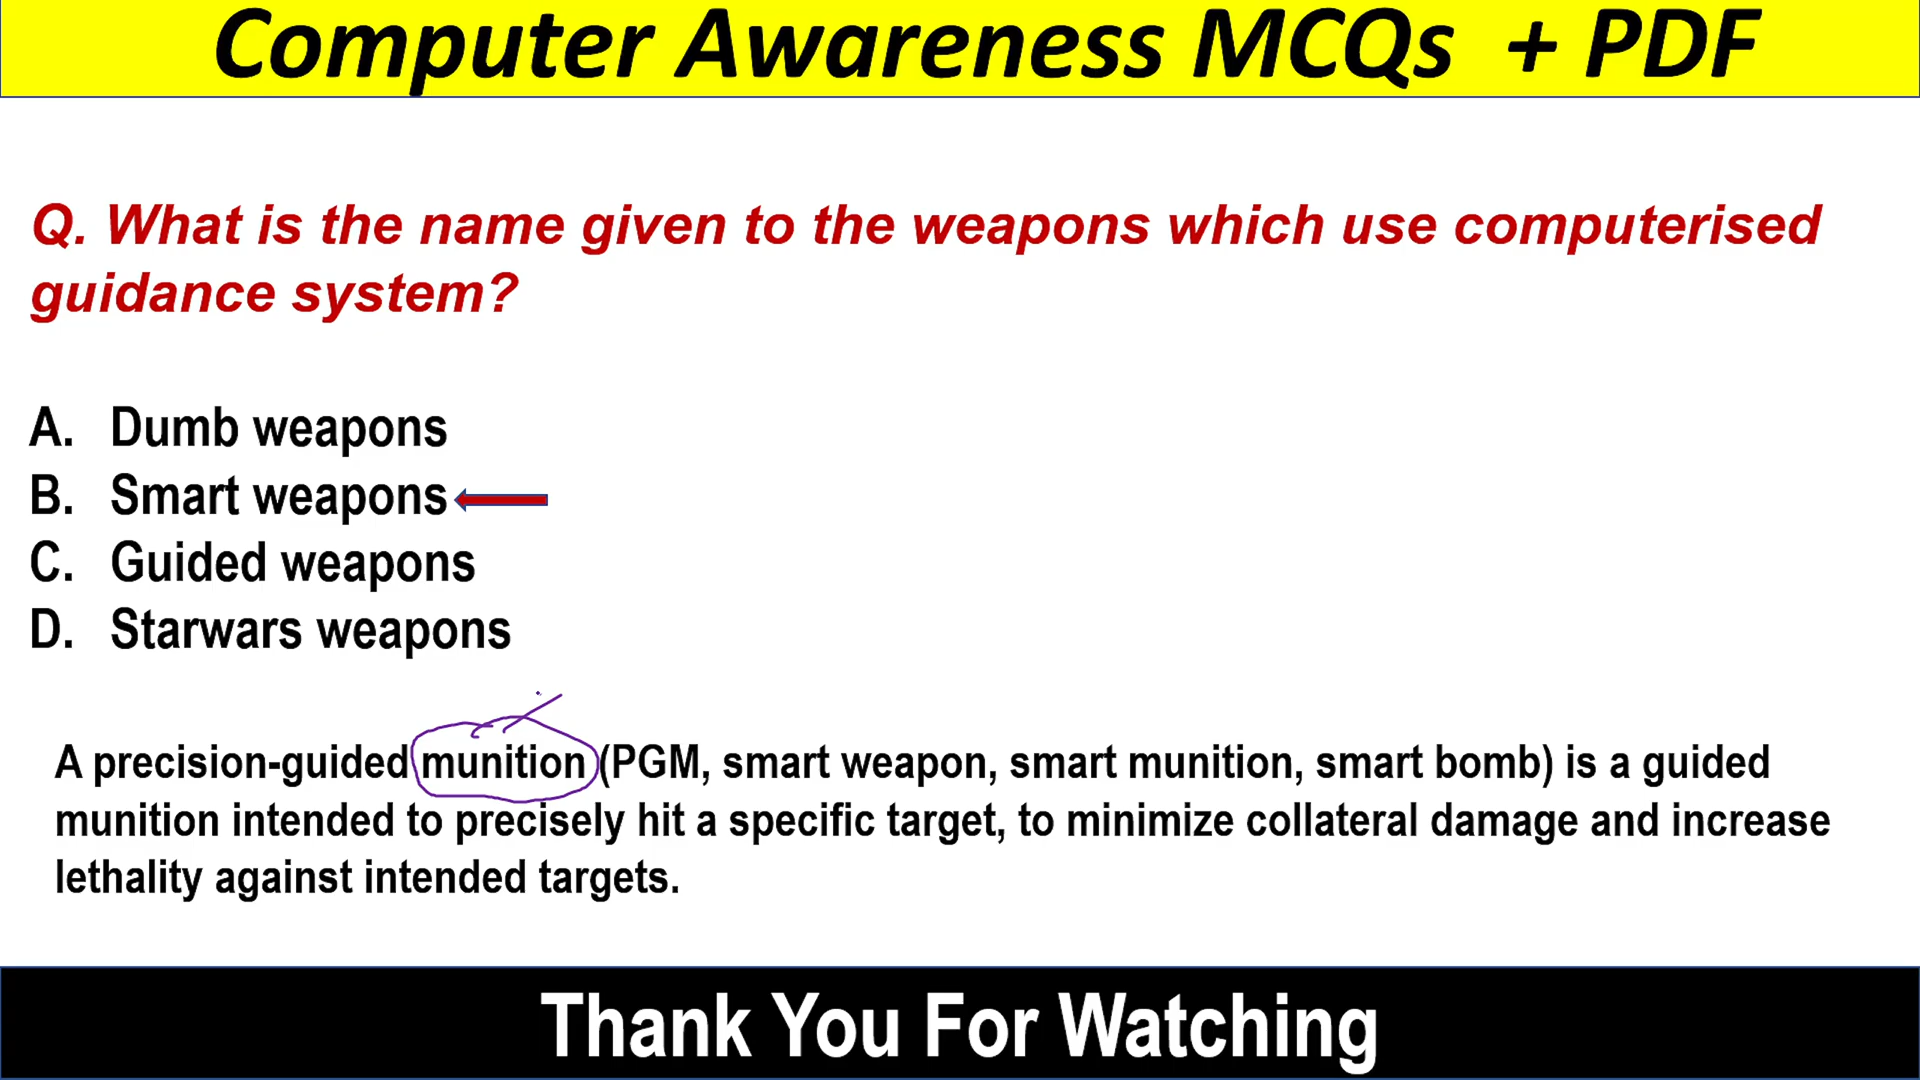 Computer Awareness MCQs + PDF
Q. What is the name given to the weapons which use computerised
guidance system?
A. Dumb weapons
B. Smart weapons
C. Guided weapons
D. Starwars weapons
A precision-guided munition (PGM, smart weapon, smart munition, smart bomb) is a guided
munition intended to precisely hit a specific target, to minimize collateral damage and increase
lethality against intended targets.
Thank You For Watching